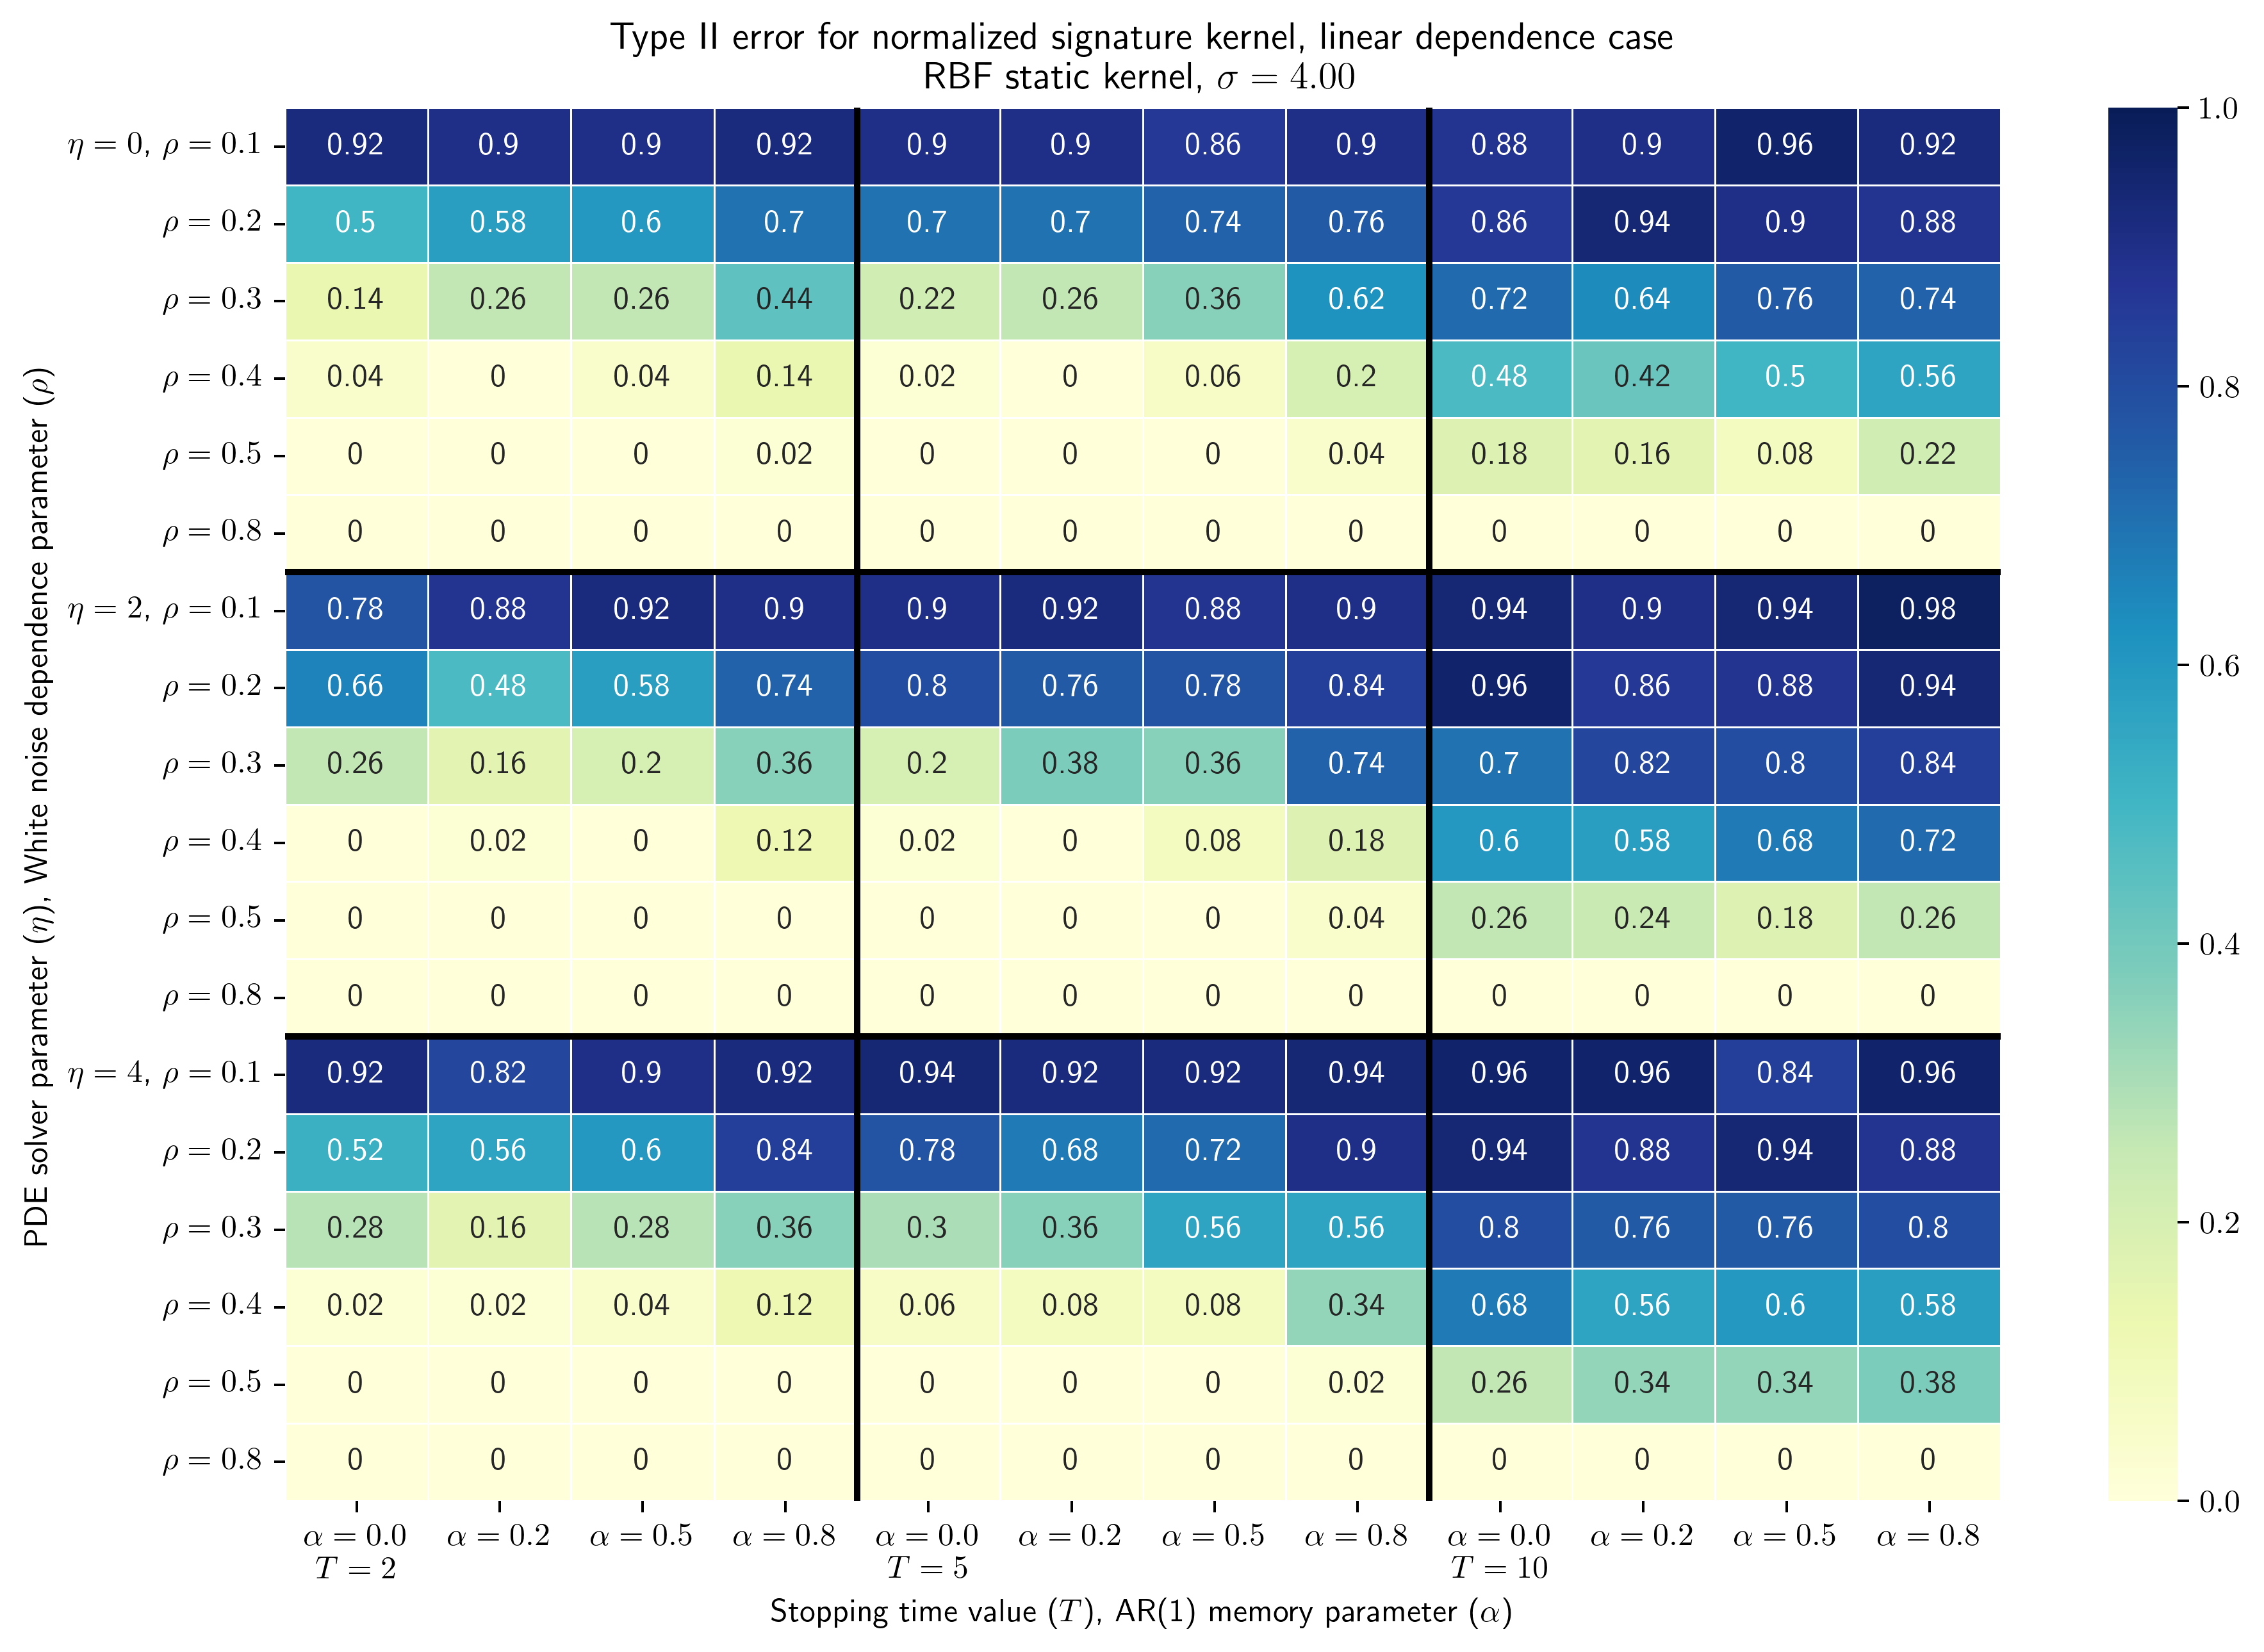 Type II error for normalized signature kernel, linear dependence case
RBF static kernel, σ = 4.00
PDE solver parameter (η), White noise dependence parameter (ρ)
η = 0, ρ = 0.1 0.92 0.9 0.9 0.92 0.9 0.9 0.86 0.9 0.88 0.9 0.96 0.92
ρ = 0.2 0.5 0.58 0.6 0.7 0.7 0.7 0.74 0.76 0.86 0.94 0.9 0.88
ρ = 0.3 0.14 0.26 0.26 0.44 0.22 0.26 0.36 0.62 0.72 0.64 0.76 0.74
ρ = 0.4 0.04 0 0.04 0.14 0.02 0 0.06 0.2 0.48 0.42 0.5 0.56
ρ = 0.5 0 0 0 0.02 0 0 0 0.04 0.18 0.16 0.08 0.22
ρ = 0.8 0 0 0 0 0 0 0 0 0 0 0 0
η = 2, ρ = 0.1 0.78 0.88 0.92 0.9 0.9 0.92 0.88 0.9 0.94 0.9 0.94 0.98
ρ = 0.2 0.66 0.48 0.58 0.74 0.8 0.76 0.78 0.84 0.96 0.86 0.88 0.94
ρ = 0.3 0.26 0.16 0.2 0.36 0.2 0.38 0.36 0.74 0.7 0.82 0.8 0.84
ρ = 0.4 0 0.02 0 0.12 0.02 0 0.08 0.18 0.6 0.58 0.68 0.72
ρ = 0.5 0 0 0 0 0 0 0 0.04 0.26 0.24 0.18 0.26
ρ = 0.8 0 0 0 0 0 0 0 0 0 0 0 0
η = 4, ρ = 0.1 0.92 0.82 0.9 0.92 0.94 0.92 0.92 0.94 0.96 0.96 0.84 0.96
ρ = 0.2 0.52 0.56 0.6 0.84 0.78 0.68 0.72 0.9 0.94 0.88 0.94 0.88
ρ = 0.3 0.28 0.16 0.28 0.36 0.3 0.36 0.56 0.56 0.8 0.76 0.76 0.8
ρ = 0.4 0.02 0.02 0.04 0.12 0.06 0.08 0.08 0.34 0.68 0.56 0.6 0.58
ρ = 0.5 0 0 0 0 0 0 0 0.02 0.26 0.34 0.34 0.38
ρ = 0.8 0 0 0 0 0 0 0 0 0 0 0 0
α = 0.0 α = 0.2 α = 0.5 α = 0.8 α = 0.0 α = 0.2 α = 0.5 α = 0.8 α = 0.0 α = 0.2 α = 0.5 α = 0.8
T = 2 T = 5 T = 10
Stopping time value (T), AR(1) memory parameter (α)
1.0
0.8
0.6
0.4
0.2
0.0